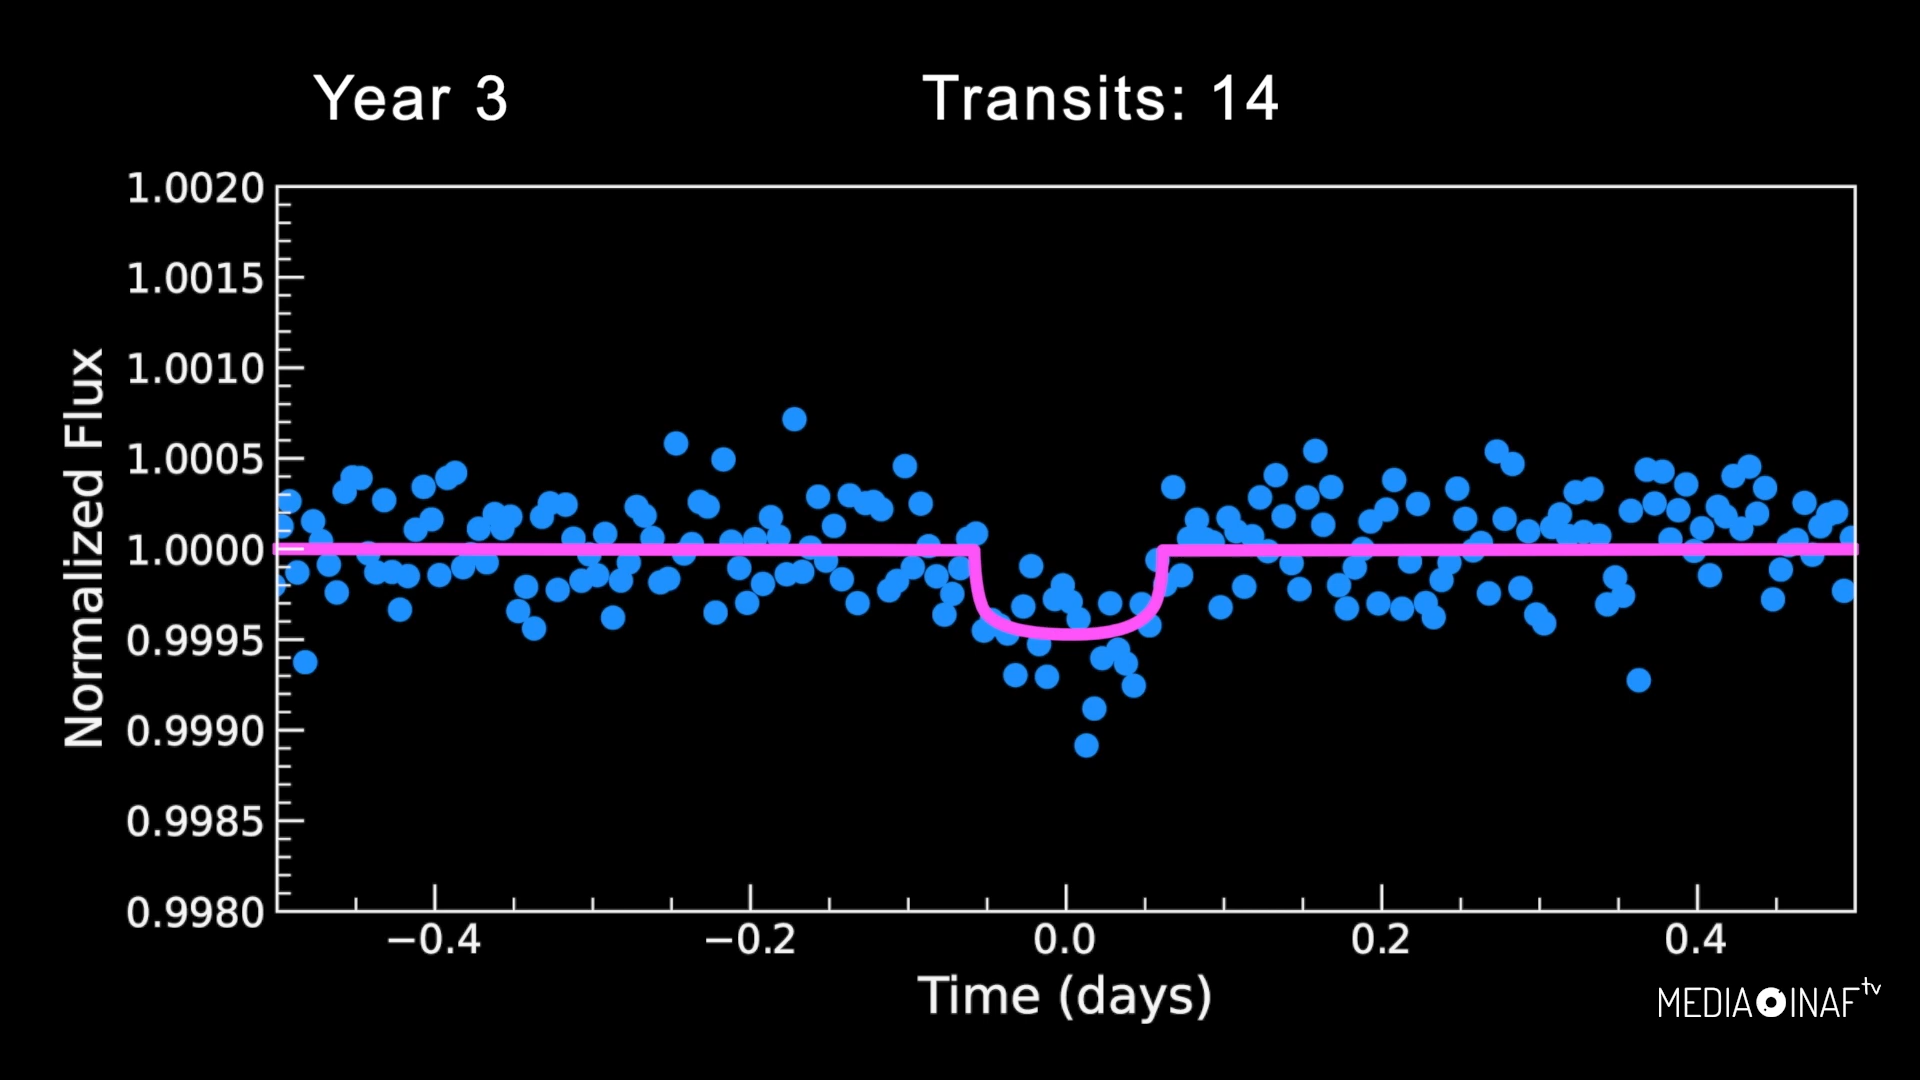 Year 3
Transits: 14
1.0020
1.0015
1.0010
1.0005
1.0000
0.9995
0.9990
0.9985
0.9980
Normalized Flux
−0.4
−0.2
0.0
0.2
0.4
Time (days)
MEDIA INAF tv